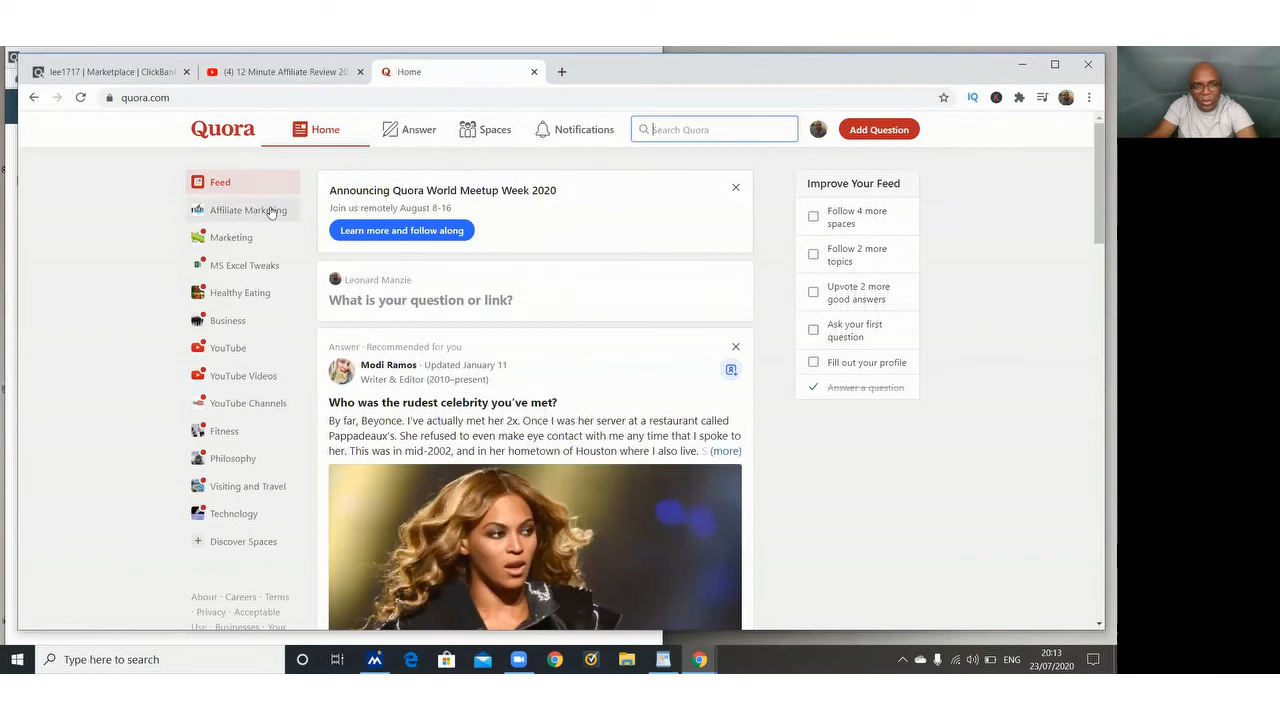 lee1717 | Marketplace | ClickBan
(4) 12 Minute Affiliate Review 20
Home
quora.com
Quora
Home
Answer
Spaces
Notifications
Search Quora
Add Question
Feed
Affiliate Marketing
Marketing
MS Excel Tweaks
Healthy Eating
Business
YouTube
YouTube Videos
YouTube Channels
Fitness
Philosophy
Visiting and Travel
Technology
Discover Spaces
About · Careers · Terms
· Privacy · Acceptable
Use · Businesses · Your
Announcing Quora World Meetup Week 2020
Join us remotely August 8-16
Learn more and follow along
Leonard Manzie
What is your question or link?
Answer · Recommended for you
Modi Ramos · Updated January 11
Writer & Editor (2010–present)
Who was the rudest celebrity you've met?
By far, Beyonce. I've actually met her 2x. Once I was her server at a restaurant called
Pappadeaux's. She refused to even make eye contact with me any time that I spoke to
her. This was in mid-2002, and in her hometown of Houston where I also live. S (more)
Improve Your Feed
Follow 4 more
spaces
Follow 2 more
topics
Upvote 2 more
good answers
Ask your first
question
Fill out your profile
Answer a question
Type here to search
ENG
20:13
23/07/2020